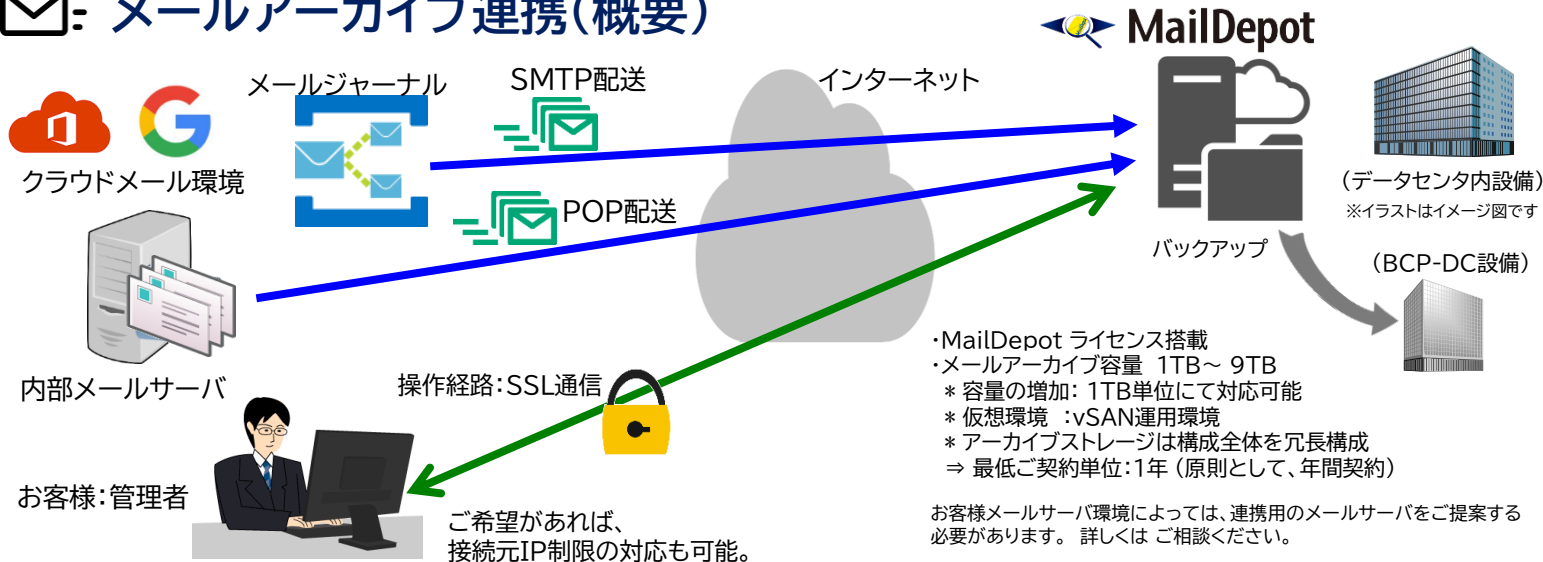 メールアーカイブ連携(概要)
MailDepot
メールジャーナル
SMTP配送
インターネット
クラウドメール環境
POP配送
(データセンタ内設備)
※イラストはイメージ図です
バックアップ
(BCP-DC設備)
内部メールサーバ
操作経路:SSL通信
・MailDepot ライセンス搭載
・メールアーカイブ容量 1TB~ 9TB
* 容量の増加: 1TB単位にて対応可能
* 仮想環境 :vSAN運用環境
* アーカイブストレージは構成全体を冗長構成
⇒ 最低ご契約単位:1年 (原則として、年間契約)
お客様:管理者
ご希望があれば、
接続元IP制限の対応も可能。
お客様メールサーバ環境によっては、連携用のメールサーバをご提案する
必要があります。 詳しくは ご相談ください。